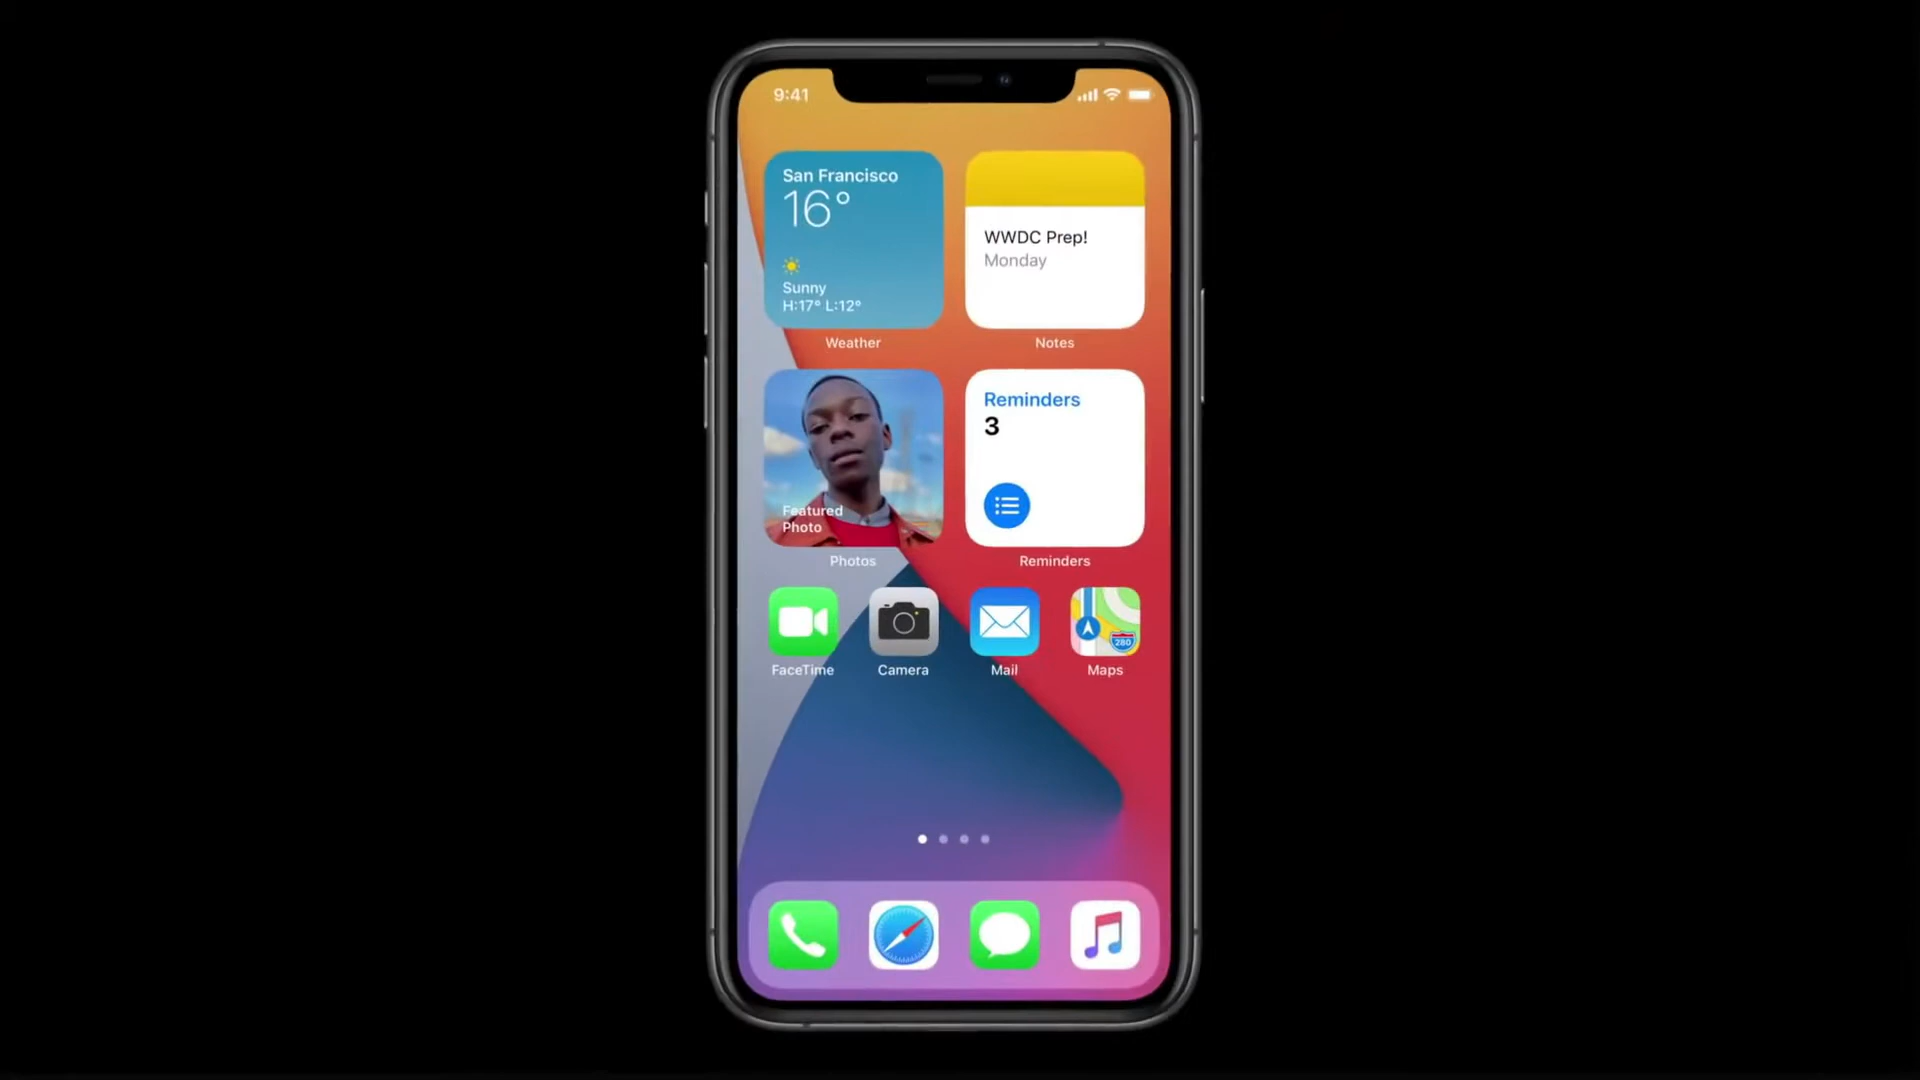 9:41
San Francisco
16°
Sunny
H:17° L:12°
Weather
WWDC Prep!
Monday
Notes
Featured
Photo
Photos
Reminders
3
Reminders
FaceTime
Camera
Mail
280
Maps